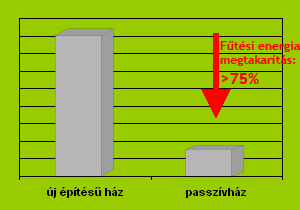 Fűtési energia
megtakarítás:
>75%
új építésű ház
passzívház